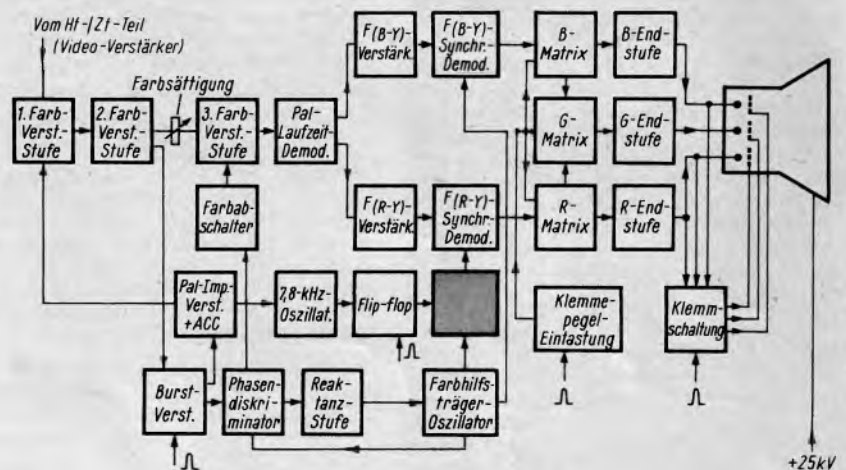 Vom Hf-/Zf-Teil
(Video-Verstärker)
Farbsättigung
1. Farb-
Verst.-
Stufe
2. Farb-
Verst.-
Stufe
3. Farb-
Verst.-
Stufe
Pal-
Laufzeit-
Demod.
F(B-Y)-
Verstärk.
F(B-Y)-
Synchr.-
Demod.
B-
Matrix
B-End-
stufe
G-
Matrix
G-End-
stufe
F(R-Y)-
Verstärk.
F(R-Y)-
Synchr.-
Demod.
R-
Matrix
R-End-
stufe
Farbab-
schalter
Pal-Imp.-
Verst.
+ACC
7,8-kHz-
Oszillat.
Flip-flop
Klemme-
pegel-
Eintastung
Klemm-
schaltung
Burst-
Verst.
Phasen-
diskri-
minator
Reak-
tanz-
Stufe
Farbhilfs-
träger-
Oszillator
+25kV